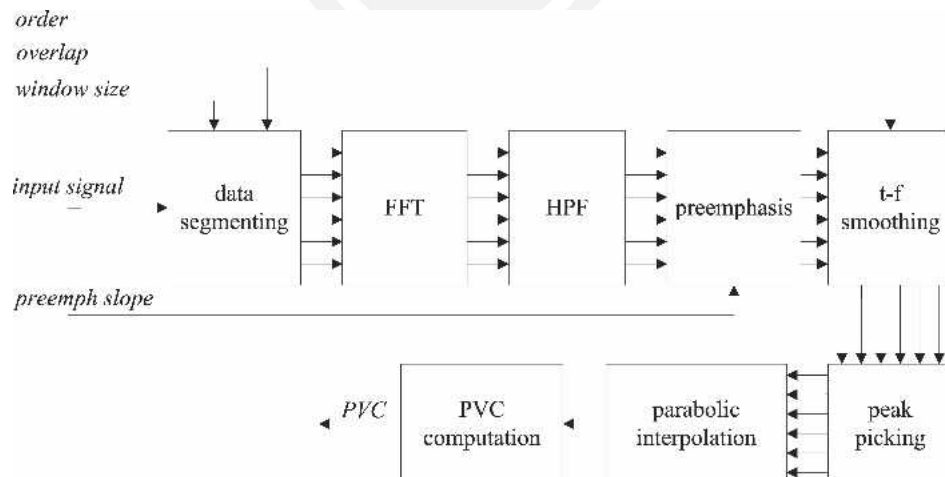 order
overlap
window size
input signal
data
segmenting
FFT
HPF
preemphasis
t-f
smoothing
preemph slope
PVC
PVC
computation
parabolic
interpolation
peak
picking